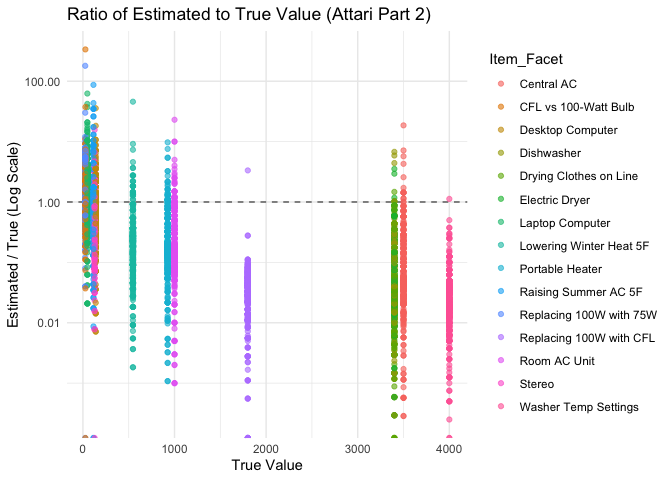 Ratio of Estimated to True Value (Attari Part 2)
Estimated / True (Log Scale)
100.00
1.00
0.01
0
1000
2000
3000
4000
True Value
Item_Facet
Central AC
CFL vs 100-Watt Bulb
Desktop Computer
Dishwasher
Drying Clothes on Line
Electric Dryer
Laptop Computer
Lowering Winter Heat 5F
Portable Heater
Raising Summer AC 5F
Replacing 100W with 75W
Replacing 100W with CFL
Room AC Unit
Stereo
Washer Temp Settings